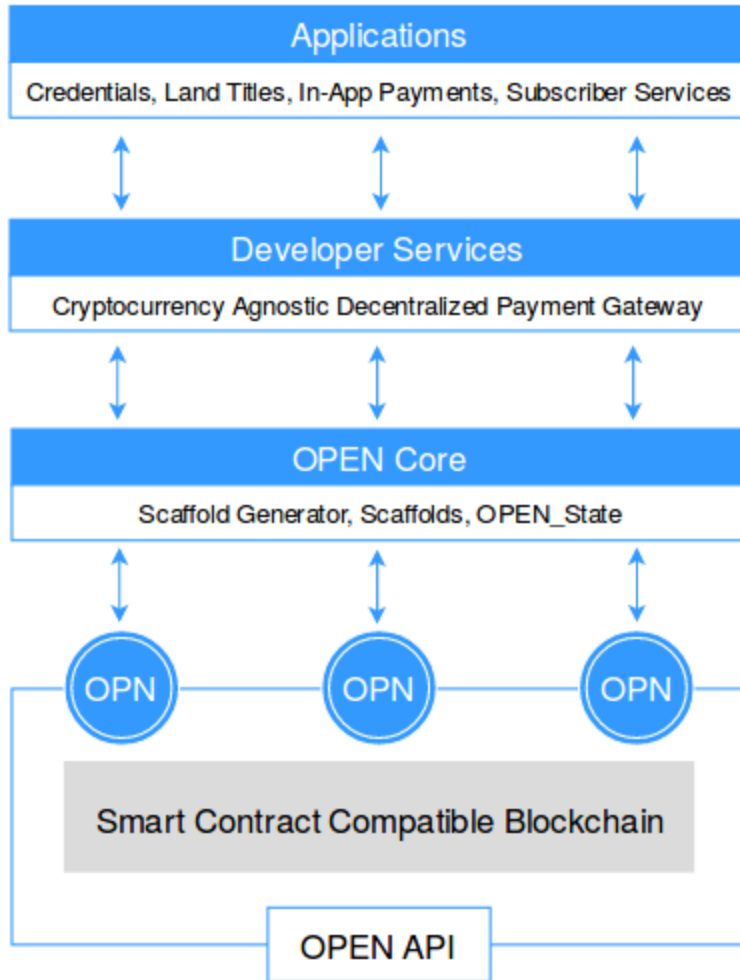 Applications
Credentials, Land Titles, In-App Payments, Subscriber Services
Developer Services
Cryptocurrency Agnostic Decentralized Payment Gateway
OPEN Core
Scaffold Generator, Scaffolds, OPEN_State
OPN OPN OPN
Smart Contract Compatible Blockchain
OPEN API